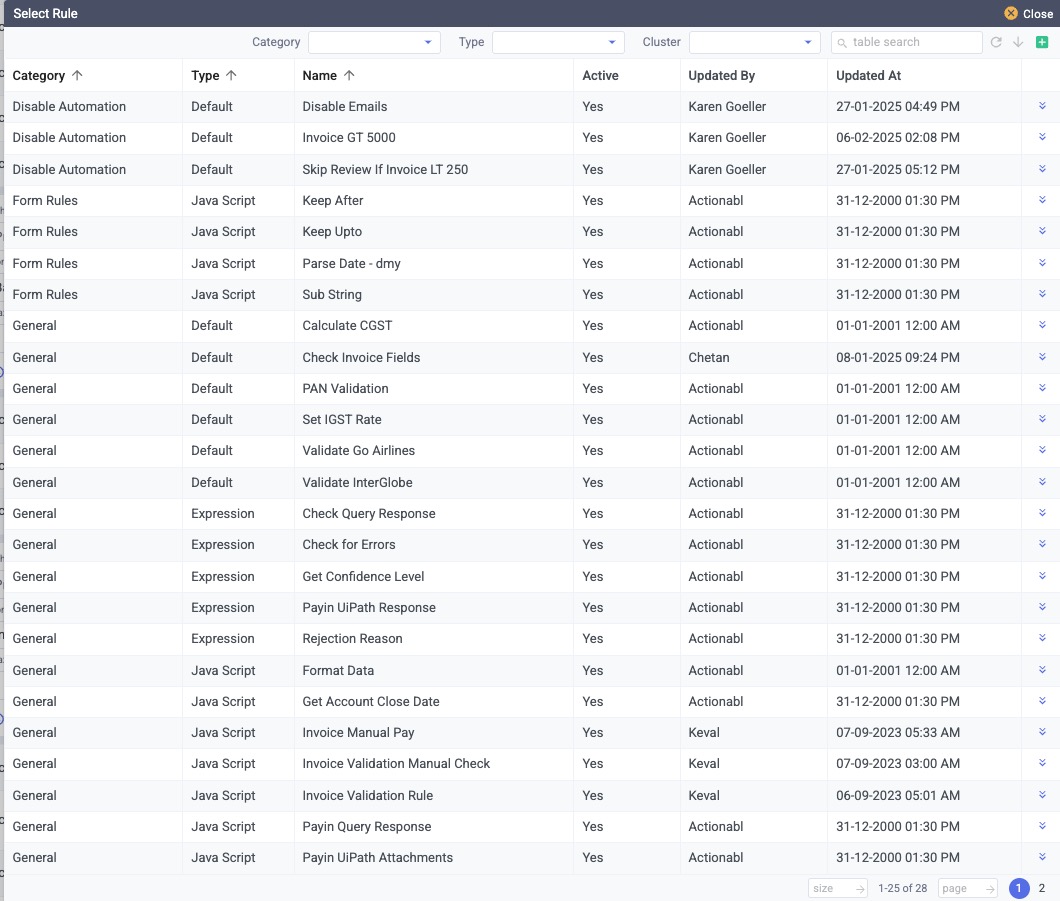 Select Rule Close
Category Type Cluster table search
Category Type Name Active Updated By Updated At
Disable Automation Default Disable Emails Yes Karen Goeller 27-01-2025 04:49 PM
Disable Automation Default Invoice GT 5000 Yes Karen Goeller 06-02-2025 02:08 PM
Disable Automation Default Skip Review If Invoice LT 250 Yes Karen Goeller 27-01-2025 05:12 PM
Form Rules Java Script Keep After Yes Actionabl 31-12-2000 01:30 PM
Form Rules Java Script Keep Upto Yes Actionabl 31-12-2000 01:30 PM
Form Rules Java Script Parse Date - dmy Yes Actionabl 31-12-2000 01:30 PM
Form Rules Java Script Sub String Yes Actionabl 31-12-2000 01:30 PM
General Default Calculate CGST Yes Actionabl 01-01-2001 12:00 AM
General Default Check Invoice Fields Yes Chetan 08-01-2025 09:24 PM
General Default PAN Validation Yes Actionabl 01-01-2001 12:00 AM
General Default Set IGST Rate Yes Actionabl 01-01-2001 12:00 AM
General Default Validate Go Airlines Yes Actionabl 01-01-2001 12:00 AM
General Default Validate InterGlobe Yes Actionabl 01-01-2001 12:00 AM
General Expression Check Query Response Yes Actionabl 31-12-2000 01:30 PM
General Expression Check for Errors Yes Actionabl 31-12-2000 01:30 PM
General Expression Get Confidence Level Yes Actionabl 31-12-2000 01:30 PM
General Expression Payin UiPath Response Yes Actionabl 31-12-2000 01:30 PM
General Expression Rejection Reason Yes Actionabl 31-12-2000 01:30 PM
General Java Script Format Data Yes Actionabl 01-01-2001 12:00 AM
General Java Script Get Account Close Date Yes Actionabl 31-12-2000 01:30 PM
General Java Script Invoice Manual Pay Yes Keval 07-09-2023 05:33 AM
General Java Script Invoice Validation Manual Check Yes Keval 07-09-2023 03:00 AM
General Java Script Invoice Validation Rule Yes Keval 06-09-2023 05:01 AM
General Java Script Payin Query Response Yes Actionabl 31-12-2000 01:30 PM
General Java Script Payin UiPath Attachments Yes Actionabl 31-12-2000 01:30 PM
size 1-25 of 28 page 1 2